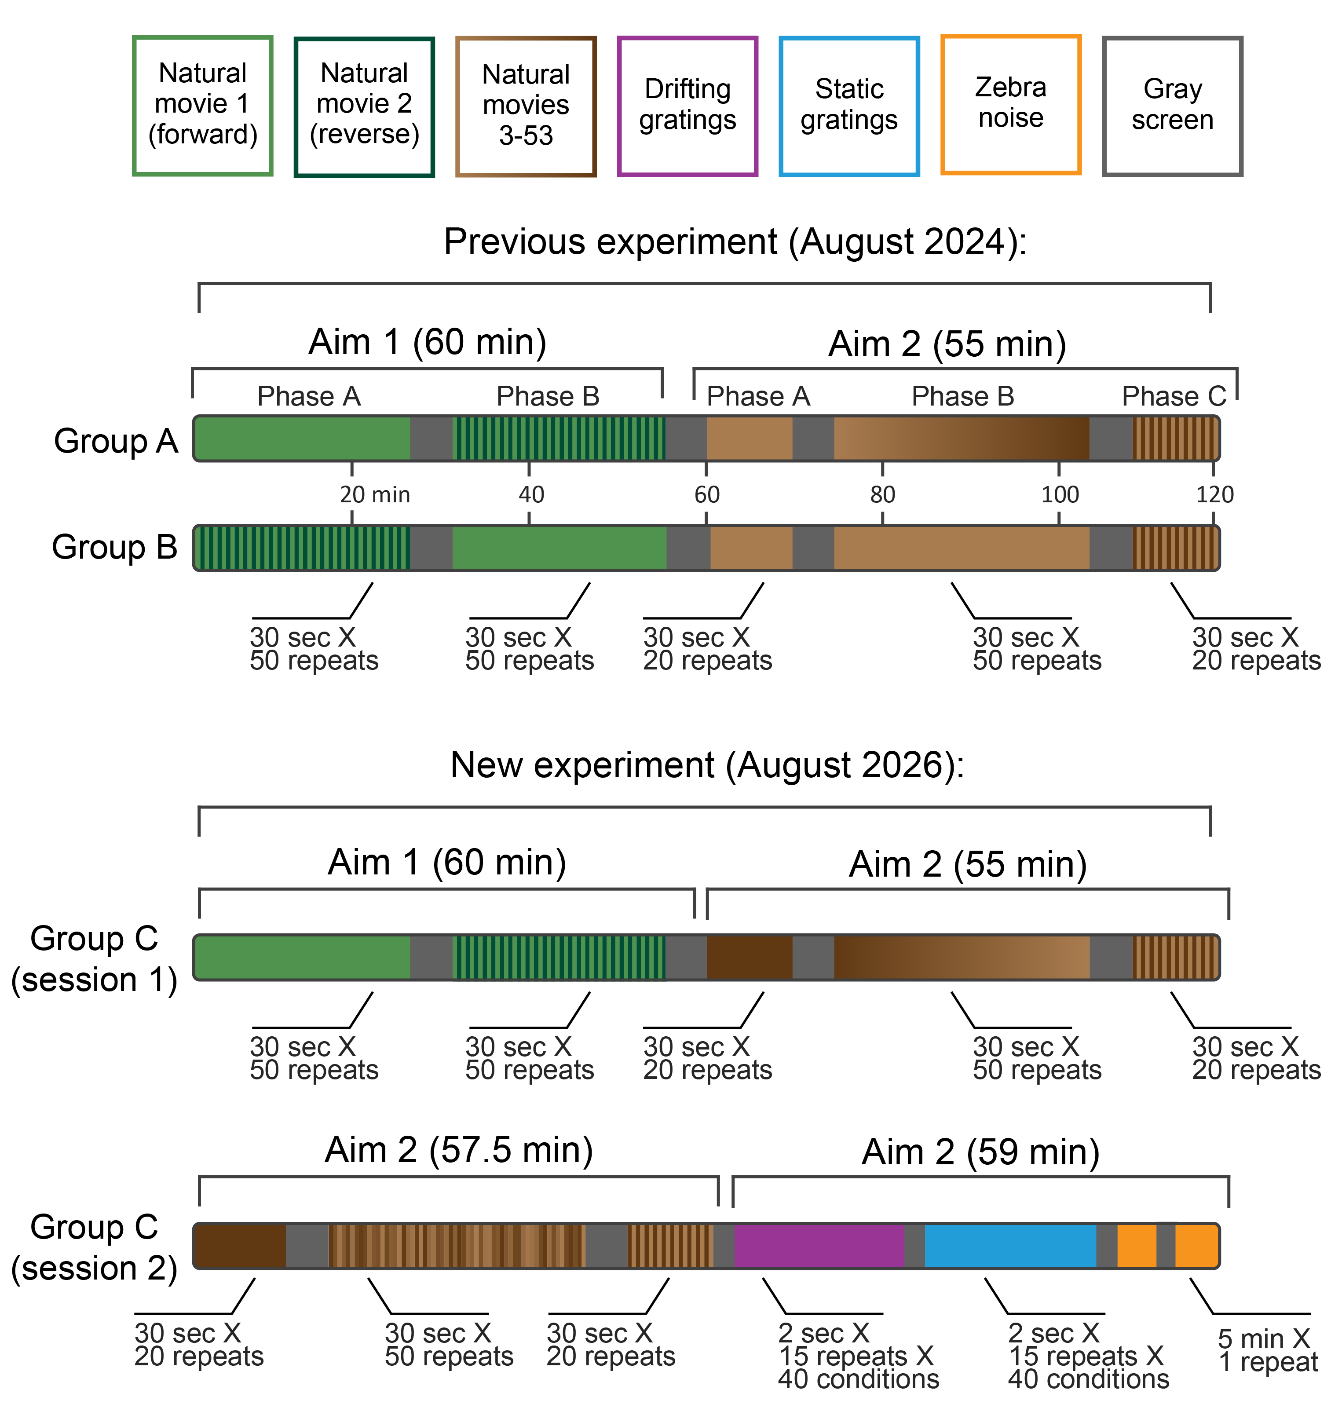 Natural
movie 1
(forward)
Natural
movie 2
(reverse)
Natural
movies
3-53
Drifting
gratings
Static
gratings
Zebra
noise
Gray
screen
Previous experiment (August 2024):
Aim 1 (60 min)
Aim 2 (55 min)
Phase A
Phase B
Phase A
Phase B
Phase C
Group A
20 min
40
60
80
100
120
Group B
30 sec X
50 repeats
30 sec X
50 repeats
30 sec X
20 repeats
30 sec X
50 repeats
30 sec X
20 repeats
New experiment (August 2026):
Aim 1 (60 min)
Aim 2 (55 min)
Group C
(session 1)
30 sec X
50 repeats
30 sec X
50 repeats
30 sec X
20 repeats
30 sec X
50 repeats
30 sec X
20 repeats
Aim 2 (57.5 min)
Aim 2 (59 min)
Group C
(session 2)
30 sec X
20 repeats
30 sec X
50 repeats
30 sec X
20 repeats
2 sec X
15 repeats X
40 conditions
2 sec X
15 repeats X
40 conditions
5 min X
1 repeat